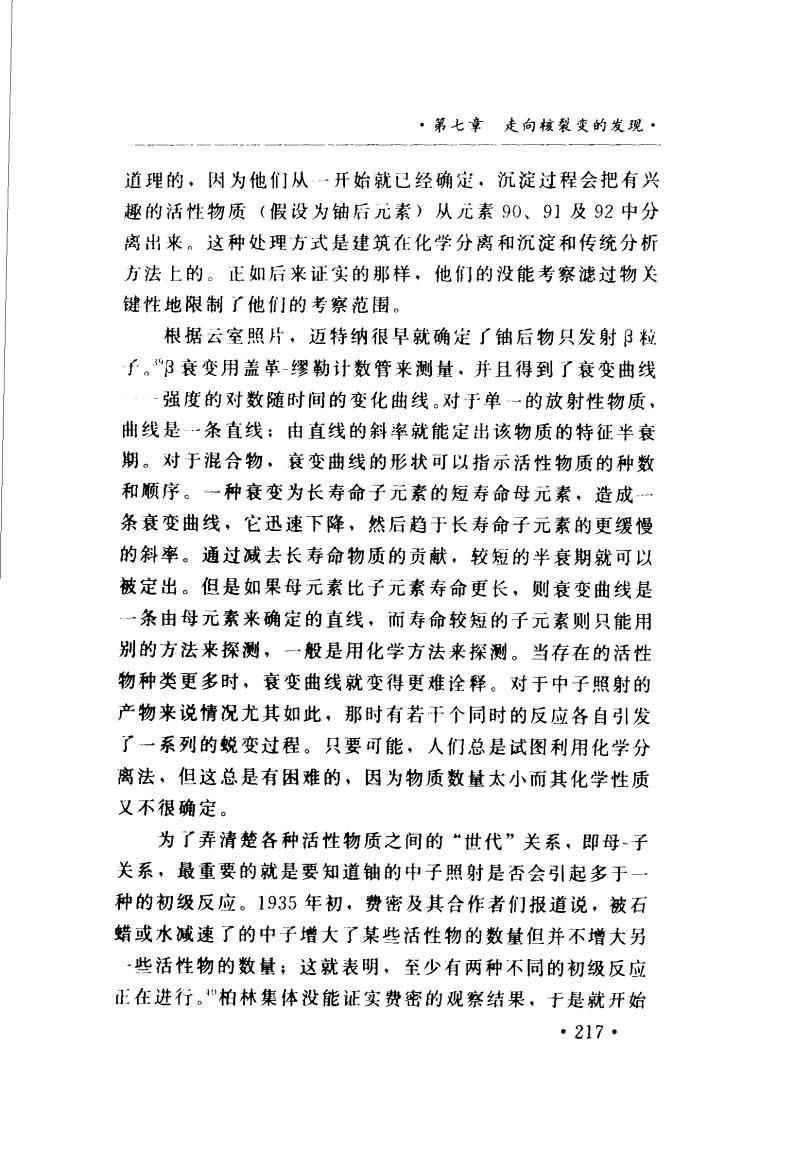 ·第七章　走向核裂变的发现·
道理的，因为他们从一开始就已经确定，沉淀过程会把有兴
趣的活性物质（假设为铀后元素）从元素 90、91 及 92 中分
离出来。这种处理方式是建筑在化学分离和沉淀和传统分析
方法上的。正如后来证实的那样，他们的没能考察滤过物关
键性地限制了他们的考察范围。
根据云室照片，迈特纳很早就确定了铀后物只发射β粒
子。³⁹β衰变用盖革-缪勒计数管来测量，并且得到了衰变曲线
——强度的对数随时间的变化曲线。对于单一的放射性物质，
曲线是一条直线；由直线的斜率就能定出该物质的特征半衰
期。对于混合物，衰变曲线的形状可以指示活性物质的种数
和顺序。一种衰变为长寿命子元素的短寿命母元素，造成一
条衰变曲线，它迅速下降，然后趋于长寿命子元素的更缓慢
的斜率。通过减去长寿命物质的贡献，较短的半衰期就可以
被定出。但是如果母元素比子元素寿命更长，则衰变曲线是
一条由母元素来确定的直线，而寿命较短的子元素则只能用
别的方法来探测，一般是用化学方法来探测。当存在的活性
物种类更多时，衰变曲线就变得更难诠释。对于中子照射的
产物来说情况尤其如此，那时有若干个同时的反应各自引发
了一系列的蜕变过程。只要可能，人们总是试图利用化学分
离法，但这总是有困难的，因为物质数量太小而其化学性质
又不很确定。
为了弄清楚各种活性物质之间的“世代”关系，即母-子
关系，最重要的就是要知道铀的中子照射是否会引起多于一
种的初级反应。1935 年初，费密及其合作者们报道说，被石
蜡或水减速了的中子增大了某些活性物的数量但并不增大另
一些活性物的数量；这就表明，至少有两种不同的初级反应
正在进行。⁴⁰柏林集体没能证实费密的观察结果，于是就开始
·217·